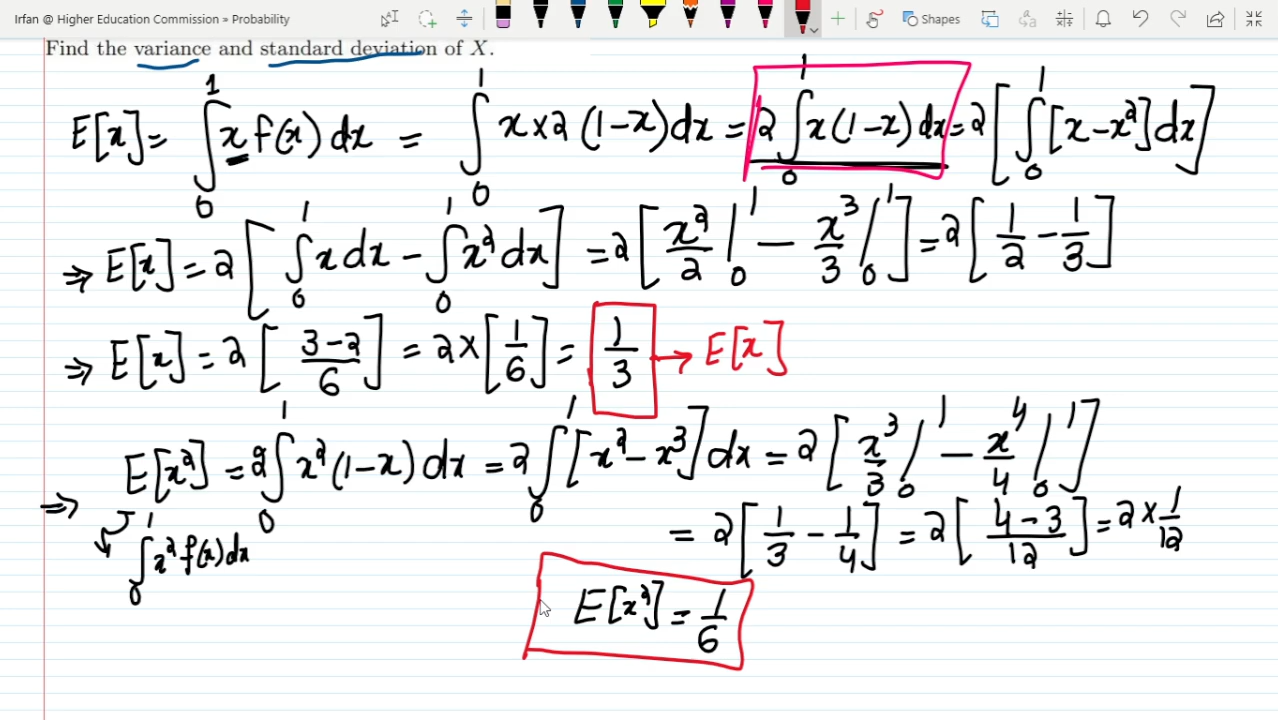 Irfan @ Higher Education Commission » Probability
Shapes
Find the variance and standard deviation of X.
E[x] = ∫₀¹ x f(x) dx = ∫₀¹ x × 2 (1-x) dx = 2 ∫₀¹ x (1-x) dx = 2 [ ∫₀¹ [x-x²] dx ]
⇒ E[x] = 2 [ ∫₀¹ x dx - ∫₀¹ x² dx ] = 2 [ x²/2 |₀¹ - x³/3 |₀¹ ] = 2 [ 1/2 - 1/3 ]
⇒ E[x] = 2 [ (3-2)/6 ] = 2 × [ 1/6 ] = 1/3 → E[x]
⇒ E[x²] = 2 ∫₀¹ x² (1-x) dx = 2 ∫₀¹ [x² - x³] dx = 2 [ x³/3 |₀¹ - x⁴/4 |₀¹ ]
= 2 [ 1/3 - 1/4 ] = 2 [ (4-3)/12 ] = 2 × 1/12
∫₀¹ x² f(x) dx
E[x²] = 1/6